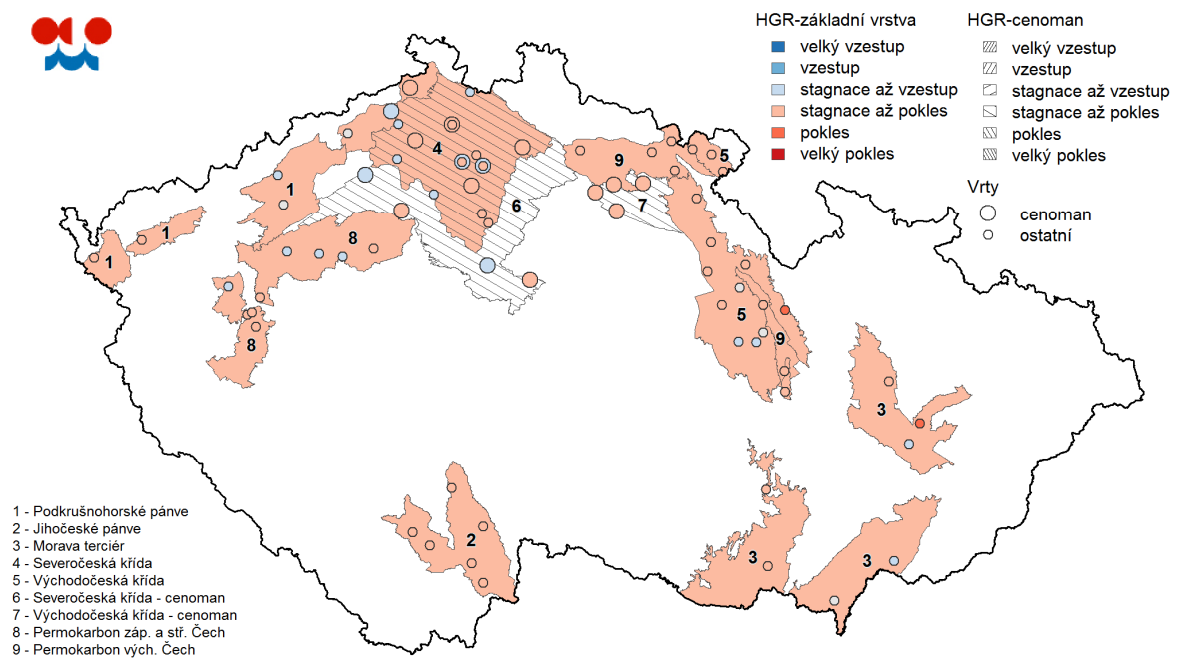 HGR-základní vrstva
velký vzestup
vzestup
stagnace až vzestup
stagnace až pokles
pokles
velký pokles
HGR-cenoman
velký vzestup
vzestup
stagnace až vzestup
stagnace až pokles
pokles
velký pokles
Vrty
cenoman
ostatní
4
9
5
1
6
7
1
8
1
5
8
9
3
2
3
3
1 - Podkrušnohorské pánve
2 - Jihočeské pánve
3 - Morava terciér
4 - Severočeská křída
5 - Východočeská křída
6 - Severočeská křída - cenoman
7 - Východočeská křída - cenoman
8 - Permokarbon záp. a stř. Čech
9 - Permokarbon vých. Čech